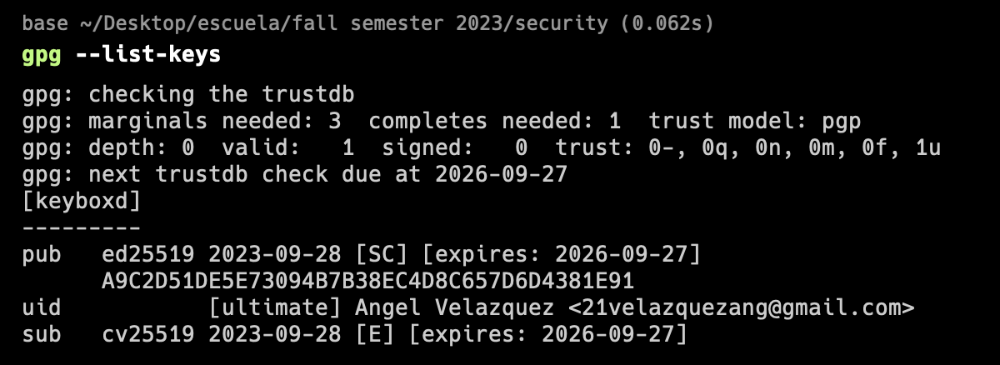 base ~/Desktop/escuela/fall semester 2023/security (0.062s)
gpg --list-keys
gpg: checking the trustdb
gpg: marginals needed: 3  completes needed: 1  trust model: pgp
gpg: depth: 0  valid:   1  signed:   0  trust: 0-, 0q, 0n, 0m, 0f, 1u
gpg: next trustdb check due at 2026-09-27
[keyboxd]
---------
pub   ed25519 2023-09-28 [SC] [expires: 2026-09-27]
      A9C2D51DE5E73094B7B38EC4D8C657D6D4381E91
uid           [ultimate] Angel Velazquez <21velazquezang@gmail.com>
sub   cv25519 2023-09-28 [E] [expires: 2026-09-27]